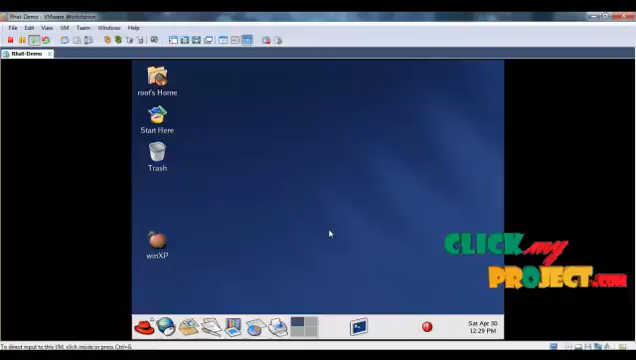 Rhat-Demo - VMware Workstation
File Edit View VM Team Windows Help
Rhat-Demo
root's Home
Start Here
Trash
winXP
CLICK my
PROJECT.com
Sat Apr 30
12:29 PM
To direct input to this VM, click inside or press Ctrl+G.